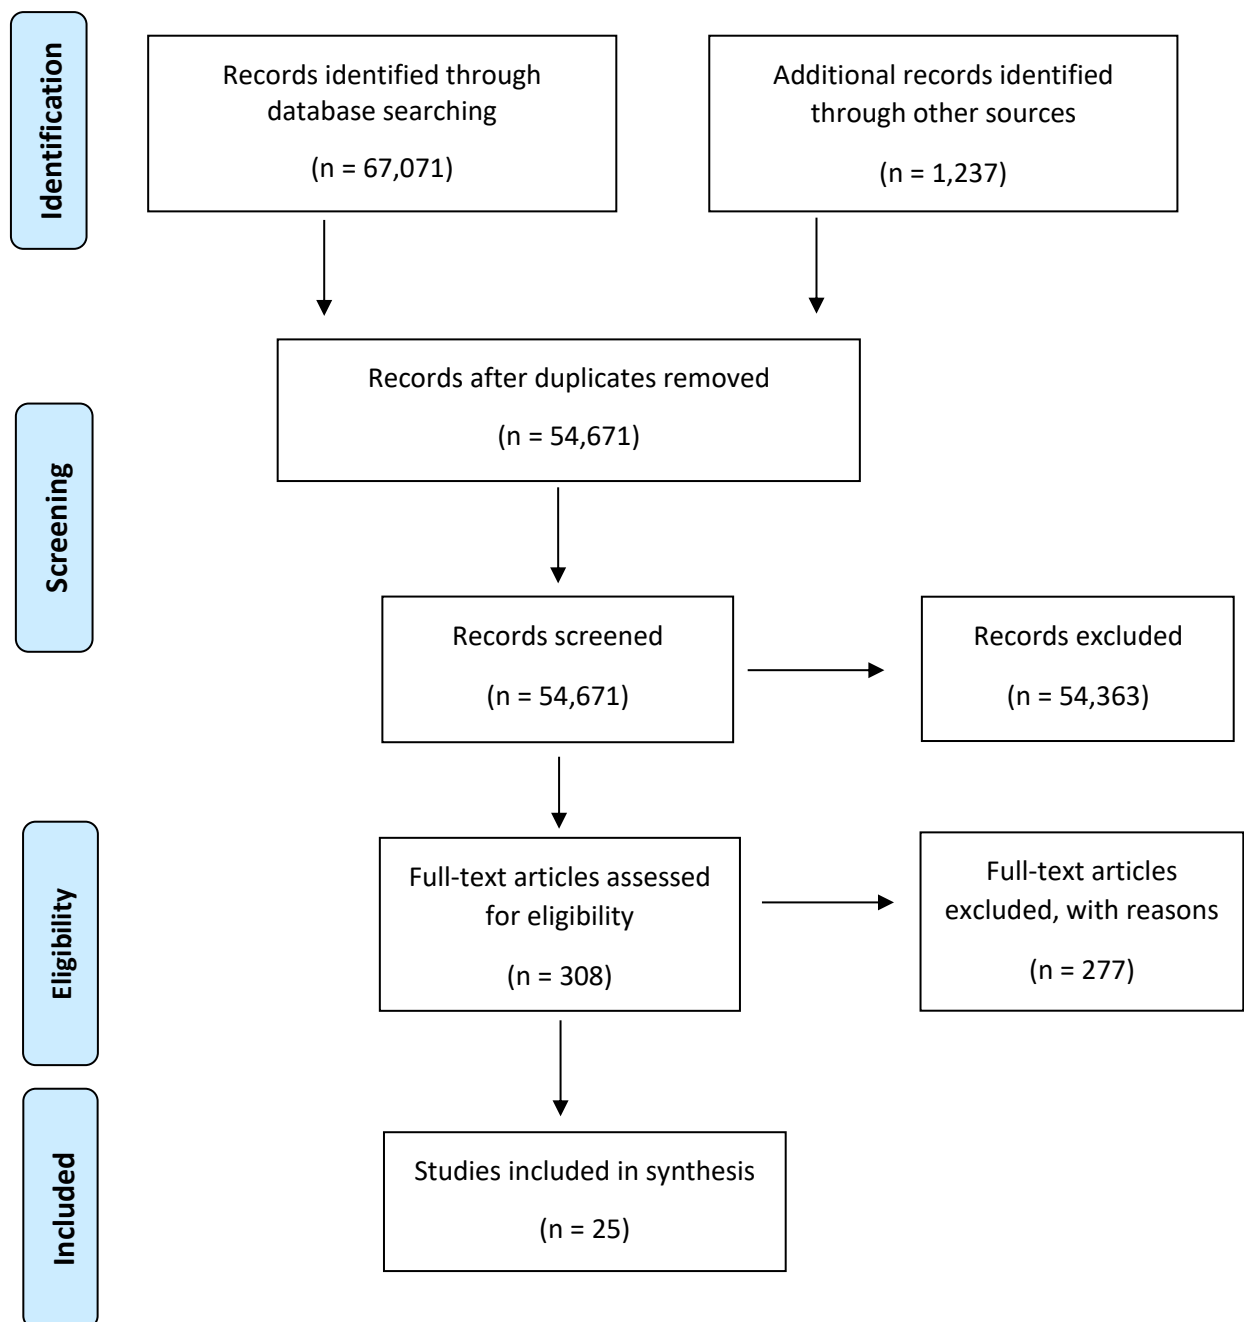 Identification
Records identified through
database searching
(n = 67,071)
Additional records identified
through other sources
(n = 1,237)
Screening
Records after duplicates removed
(n = 54,671)
Records screened
(n = 54,671)
Records excluded
(n = 54,363)
Eligibility
Full-text articles assessed
for eligibility
(n = 308)
Full-text articles
excluded, with reasons
(n = 277)
Included
Studies included in synthesis
(n = 25)